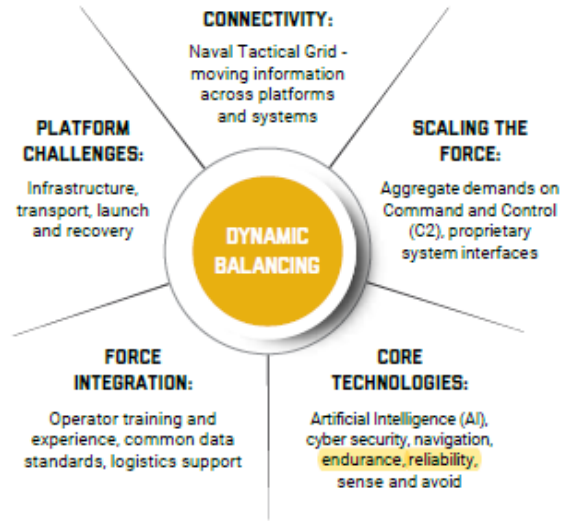 CONNECTIVITY:
Naval Tactical Grid -
moving information
across platforms
and systems
PLATFORM
CHALLENGES:
Infrastructure,
transport, launch
and recovery
SCALING THE
FORCE:
Aggregate demands on
Command and Control
(C2), proprietary
system interfaces
DYNAMIC
BALANCING
FORCE
INTEGRATION:
Operator training and
experience, common data
standards, logistics support
CORE
TECHNOLOGIES:
Artificial Intelligence (AI),
cyber security, navigation,
endurance, reliability,
sense and avoid